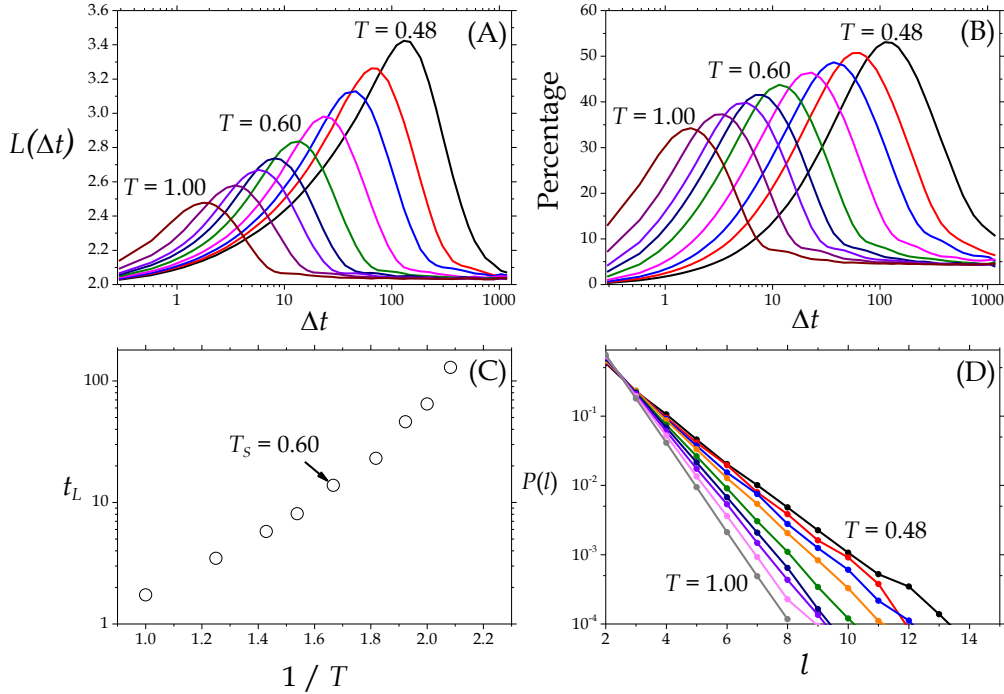 (A)
T = 0.48
T = 0.60
T = 1.00
L(Δt)
3.6
3.4
3.2
3.0
2.8
2.6
2.4
2.2
2.0
1 10 100 1000
Δt
(B)
T = 0.48
T = 0.60
T = 1.00
Percentage
60
50
40
30
20
10
0
1 10 100 1000
Δt
(C)
T_S = 0.60
t_L
100
10
1
1.0 1.2 1.4 1.6 1.8 2.0 2.2
1 / T
(D)
P(l)
10^-1
10^-2
10^-3
10^-4
T = 0.48
T = 1.00
2 4 6 8 10 12 14
l